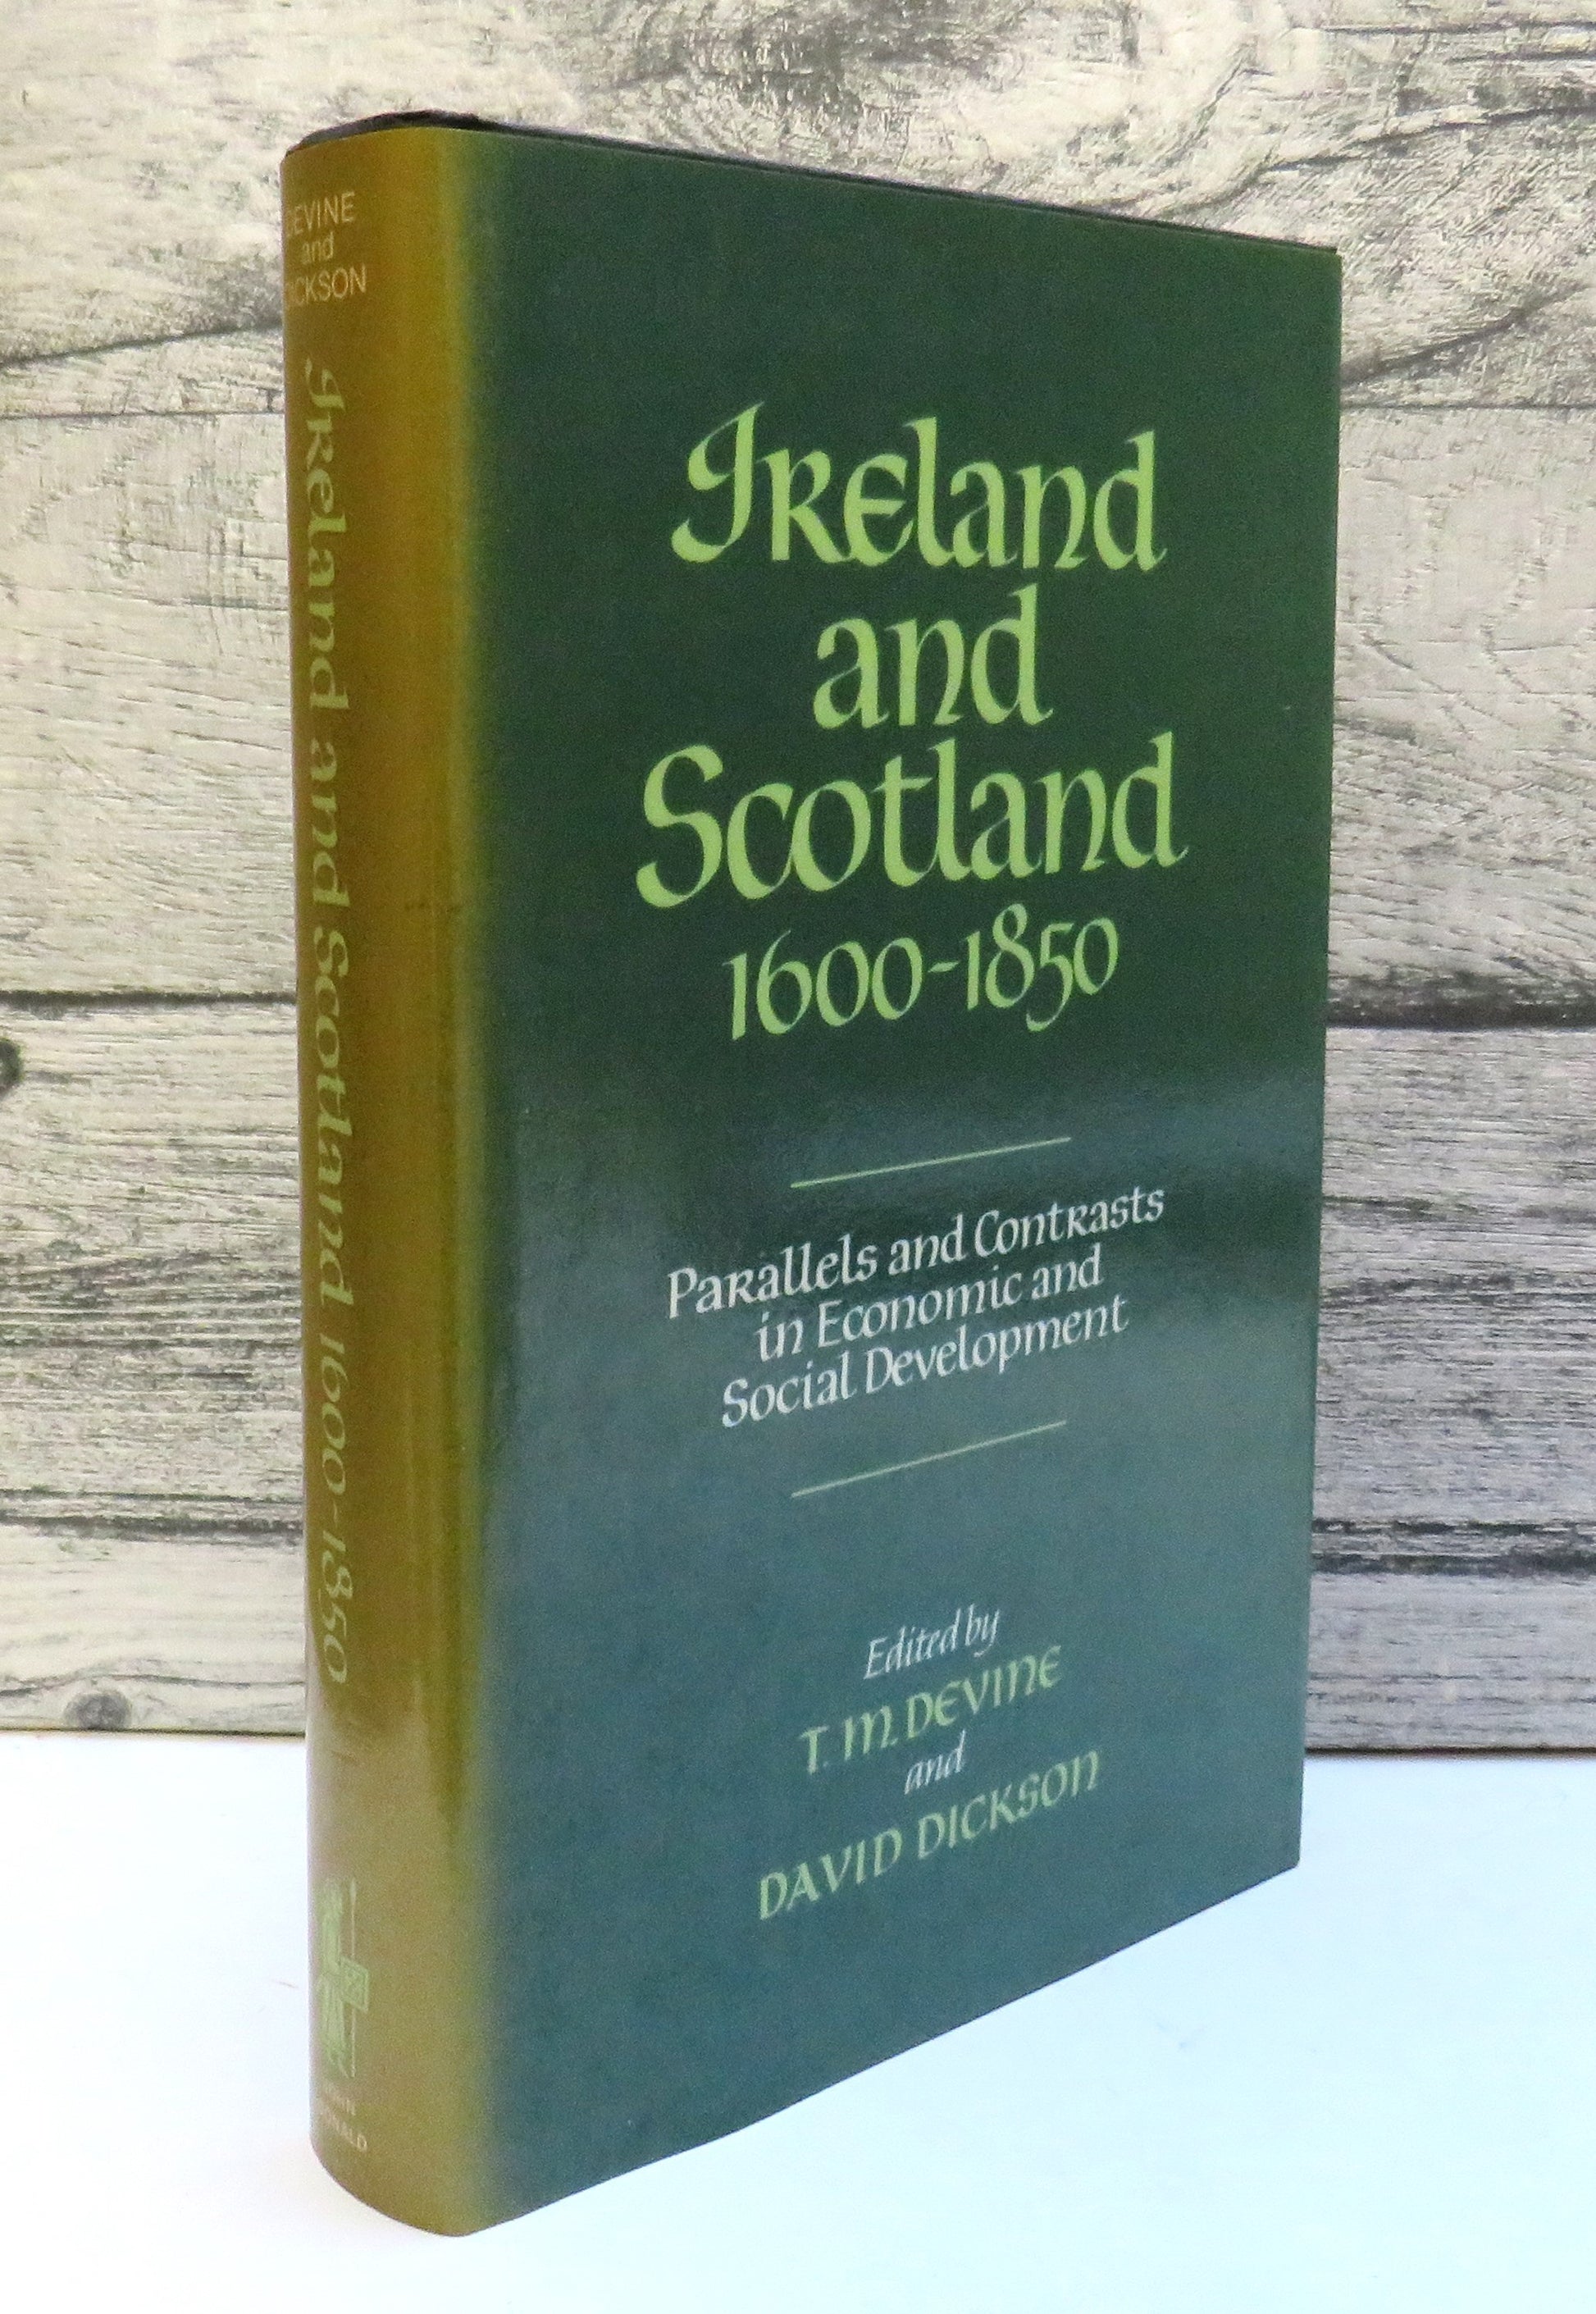 DEVINE
and
DICKSON
Ireland and Scotland 1600-1850
Ireland
and
Scotland
1600-1850
Parallels and Contrasts
in Economic and
Social Development
Edited by
T. M. DEVINE
and
DAVID DICKSON